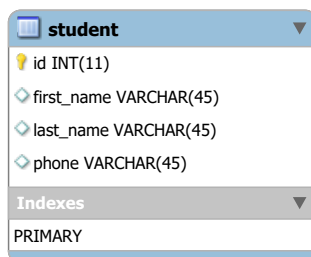 student
id INT(11)
first_name VARCHAR(45)
last_name VARCHAR(45)
phone VARCHAR(45)
Indexes
PRIMARY